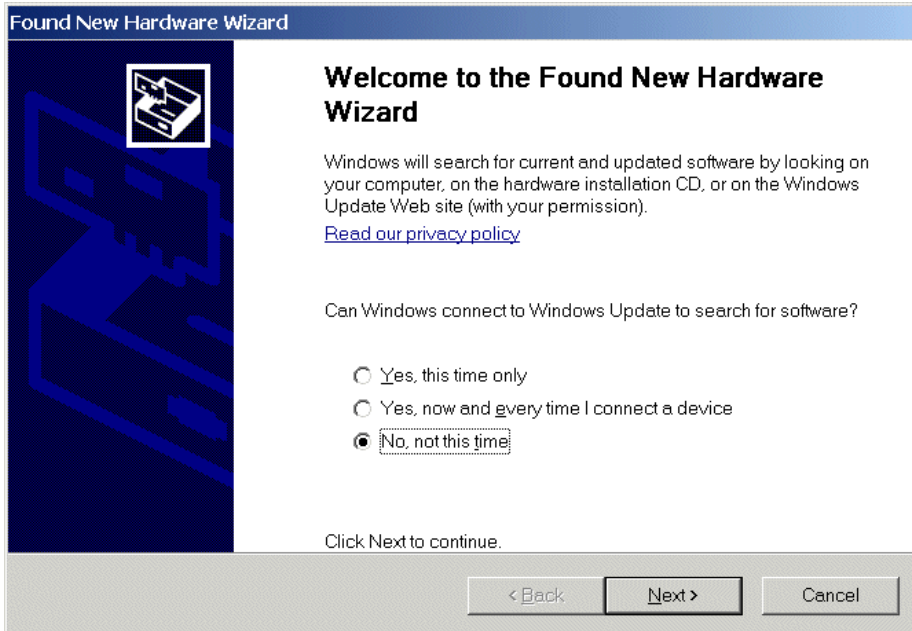 Found New Hardware Wizard
Welcome to the Found New Hardware
Wizard
Windows will search for current and updated software by looking on
your computer, on the hardware installation CD, or on the Windows
Update Web site (with your permission).
Read our privacy policy
Can Windows connect to Windows Update to search for software?
Yes, this time only
Yes, now and every time I connect a device
No, not this time
Click Next to continue.
< Back
Next >
Cancel